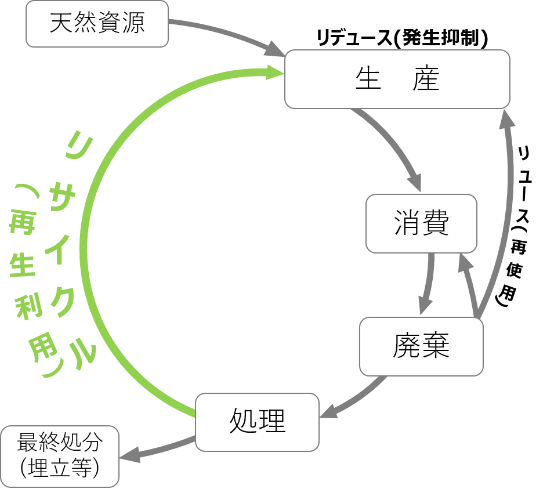 天然資源
リデュース(発生抑制)
生　産
リサイクル
(再生利用)
リユース(再使用)
消費
廃棄
処理
最終処分
(埋立等)